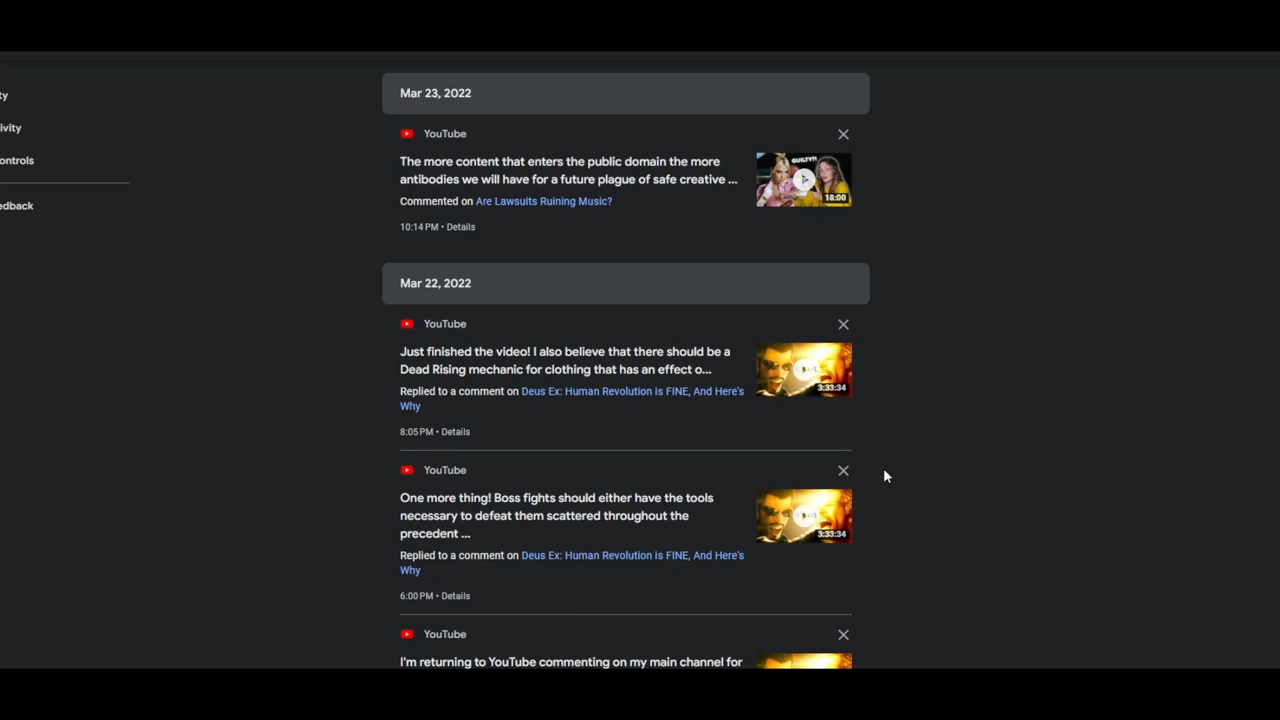 ty
ivity
ontrols
edback
Mar 23, 2022
YouTube
The more content that enters the public domain the more
antibodies we will have for a future plague of safe creative ...
Commented on Are Lawsuits Ruining Music?
10:14 PM • Details
GUILTY!!
18:00
Mar 22, 2022
YouTube
Just finished the video! I also believe that there should be a
Dead Rising mechanic for clothing that has an effect o...
Replied to a comment on Deus Ex: Human Revolution is FINE, And Here's
Why
8:05 PM • Details
3:33:34
YouTube
One more thing! Boss fights should either have the tools
necessary to defeat them scattered throughout the
precedent ...
Replied to a comment on Deus Ex: Human Revolution is FINE, And Here's
Why
6:00 PM • Details
3:33:34
YouTube
I'm returning to YouTube commenting on my main channel for